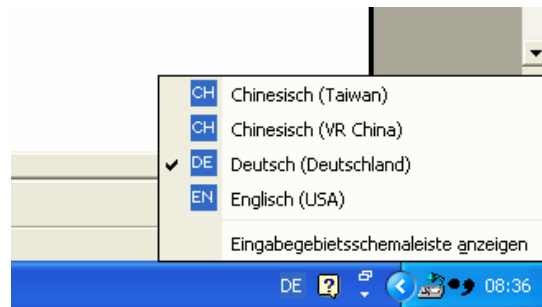 CH Chinesisch (Taiwan)
CH Chinesisch (VR China)
DE Deutsch (Deutschland)
EN Englisch (USA)
Eingabegebietsschemaleiste anzeigen
DE ? 08:36